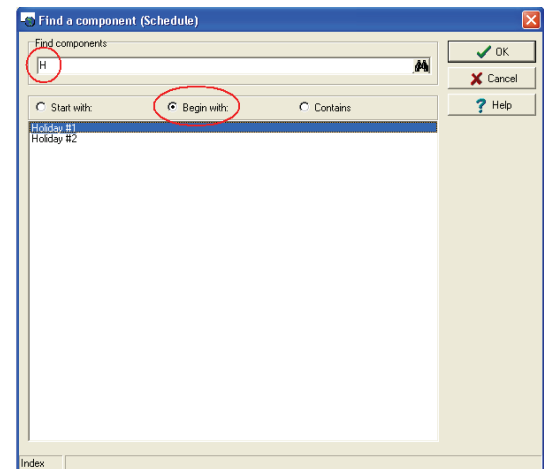 Find a component (Schedule)
Find components
H
OK
Cancel
Help
Start with:
Begin with:
Contains
Holiday #1
Holiday #2
Index